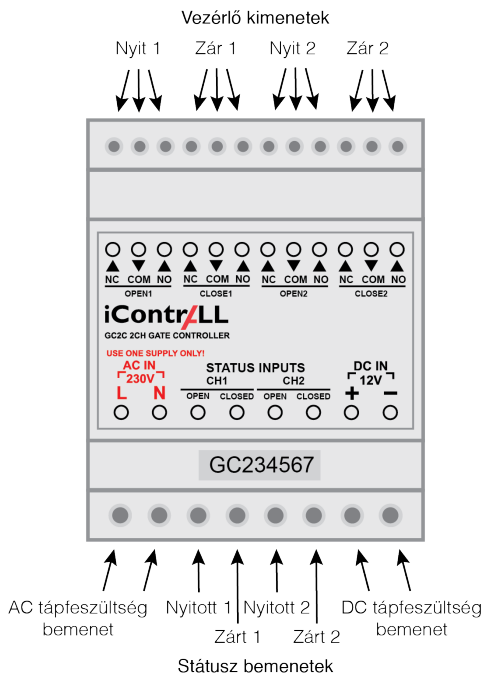 Vezérlő kimenetek
Nyit 1 Zár 1 Nyit 2 Zár 2
NC COM NO NC COM NO NC COM NO NC COM NO
OPEN1 CLOSE1 OPEN2 CLOSE2
iContrALL
GC2C 2CH GATE CONTROLLER
USE ONE SUPPLY ONLY!
AC IN STATUS INPUTS DC IN
230V CH1 CH2 12V
L N OPEN CLOSED OPEN CLOSED + −
GC234567
AC tápfeszültség bemenet
Nyitott 1 Nyitott 2
DC tápfeszültség bemenet
Zárt 1 Zárt 2
Státusz bemenetek